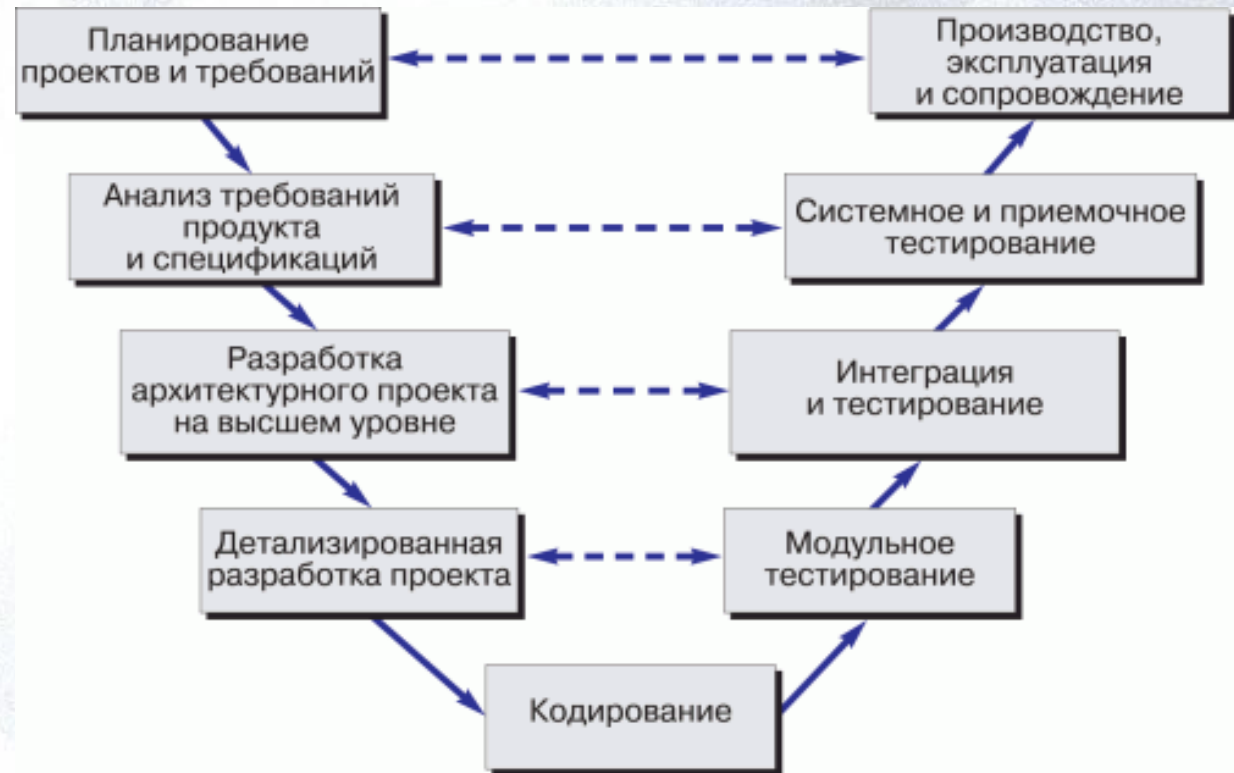 Планирование
проектов и требований
Производство,
эксплуатация
и сопровождение
Анализ требований
продукта
и спецификаций
Системное и приемочное
тестирование
Разработка
архитектурного проекта
на высшем уровне
Интеграция
и тестирование
Детализированная
разработка проекта
Модульное
тестирование
Кодирование